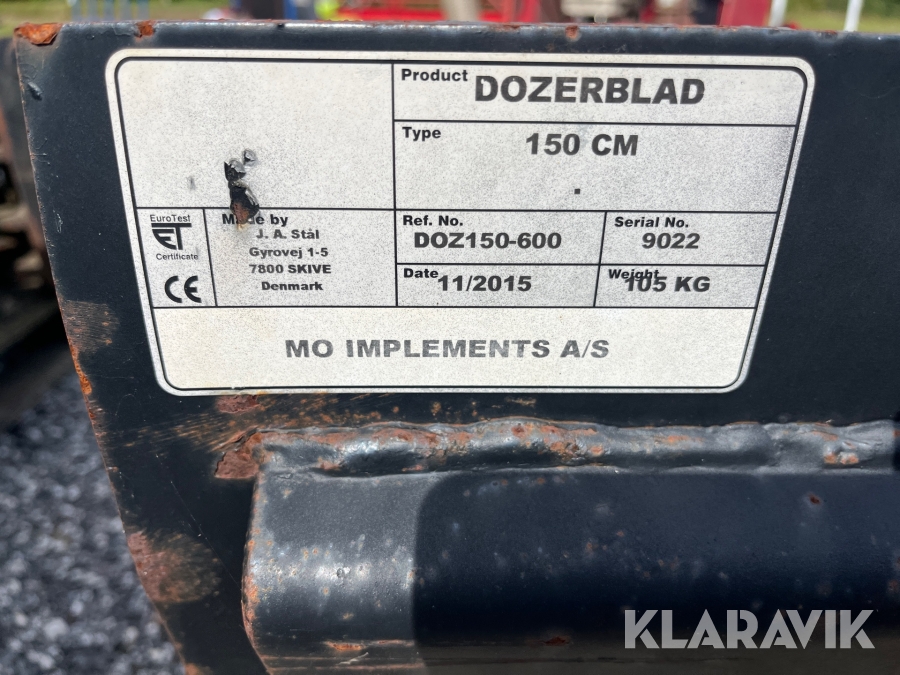 Product DOZERBLAD
Type 150 CM
.
EuroTest
ET
Certificate
CE
Made by
J. A. Stål
Gyrovej 1-5
7800 SKIVE
Denmark
Ref. No.
DOZ150-600
Serial No.
9022
Date 11/2015
Weight
105 KG
MO IMPLEMENTS A/S
KLARAVIK